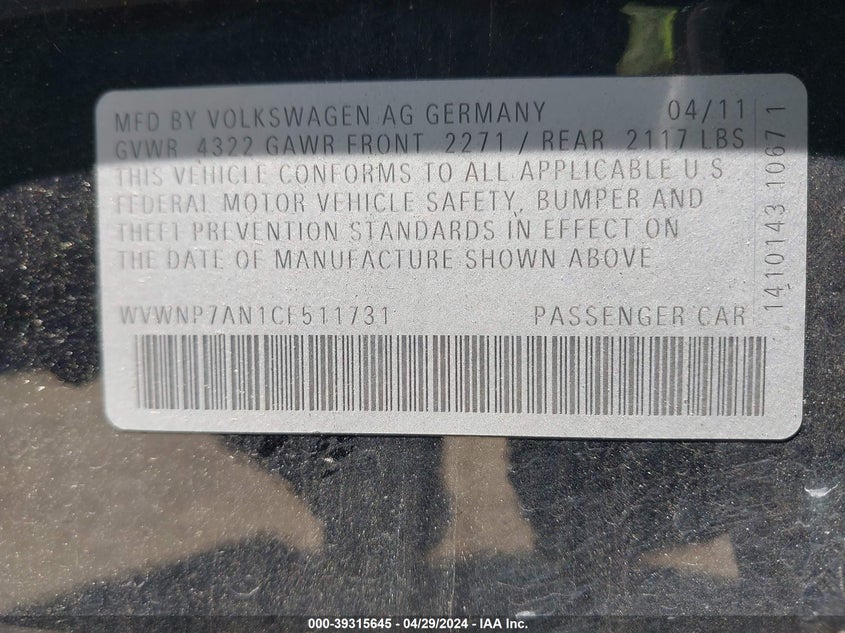 MFD BY VOLKSWAGEN AG GERMANY 04/11
GVWR 4322 GAWR FRONT 2271 / REAR 2117 LBS
THIS VEHICLE CONFORMS TO ALL APPLICABLE U S
FEDERAL MOTOR VEHICLE SAFETY, BUMPER AND
THEFT PREVENTION STANDARDS IN EFFECT ON
THE DATE OF MANUFACTURE SHOWN ABOVE
WVWNP7AN1CE511731 PASSENGER CAR
1410143 10671
000-39315645 - 04/29/2024 - IAA Inc.